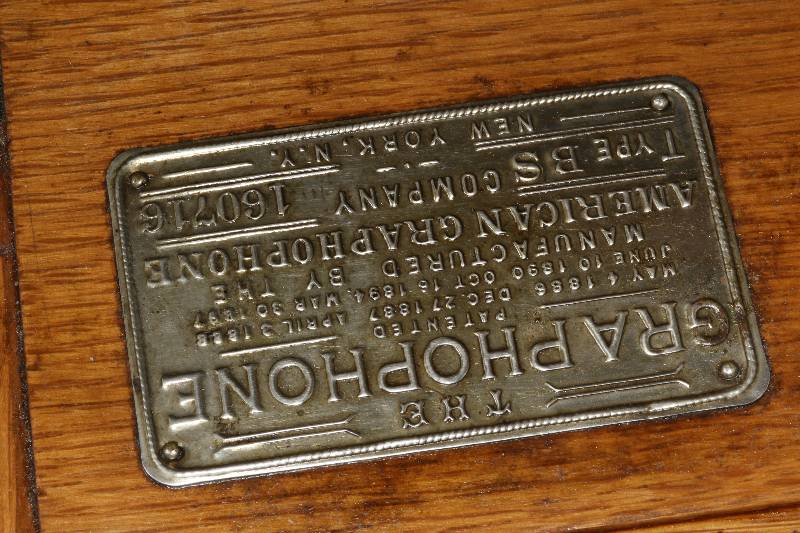 THE
GRAPHOPHONE
PATENTED
MAY 4 1886 DEC. 27 1887 APRIL 3 1888
JUNE 10 1890 OCT. 16 1894. MAR 30 1897
MANUFACTURED BY THE
AMERICAN GRAPHOPHONE
COMPANY
TYPE BS 160716
NEW YORK, N.Y.